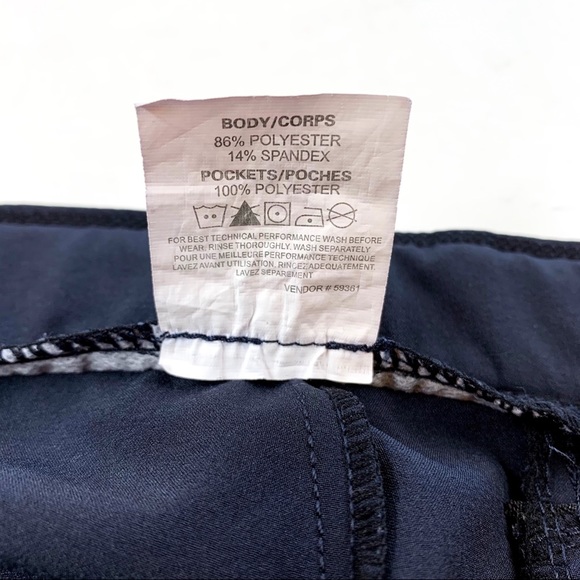 BODY/CORPS
86% POLYESTER
14% SPANDEX
POCKETS/POCHES
100% POLYESTER
FOR BEST TECHNICAL PERFORMANCE WASH BEFORE
WEAR. RINSE THOROUGHLY. WASH SEPARATELY.
POUR UNE MEILLEURE PERFORMANCE TECHNIQUE
LAVEZ AVANT UTILISATION, RINCEZ ADEQUATEMENT.
LAVEZ SEPAREMENT
VENDOR # 59361